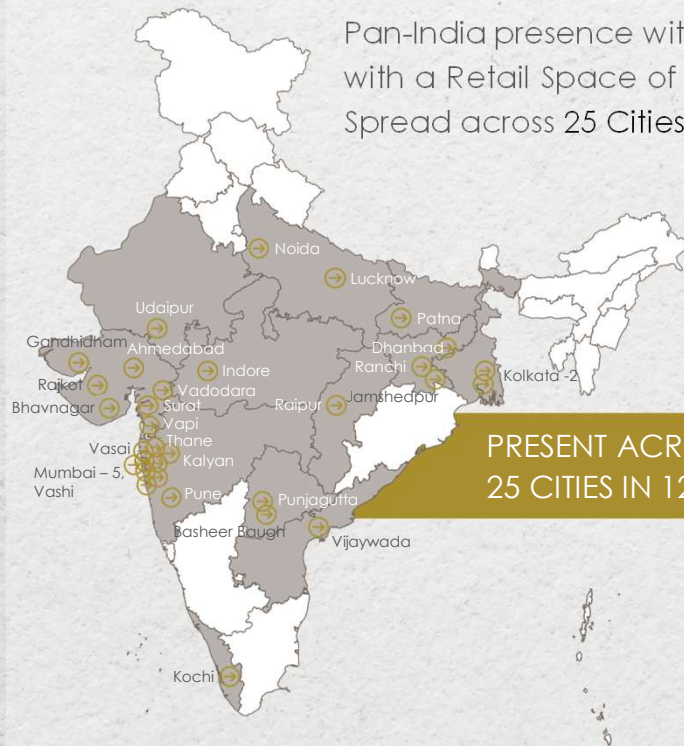 Pan-India presence wit
with a Retail Space of
Spread across 25 Cities
Noida
Lucknow
Udaipur
Patna
Gandhidham
Ahmedabad
Dhanbad
Ranchi
Indore
Kolkata -2
Rajkot
Vadodara
Jamshedpur
Bhavnagar
Surat
Raipur
Vapi
Thane
Vasai
Kalyan
Mumbai – 5,
Vashi
Pune
Punjagutta
Basheer Baugh
Vijaywada
Kochi
PRESENT ACR
25 CITIES IN 12